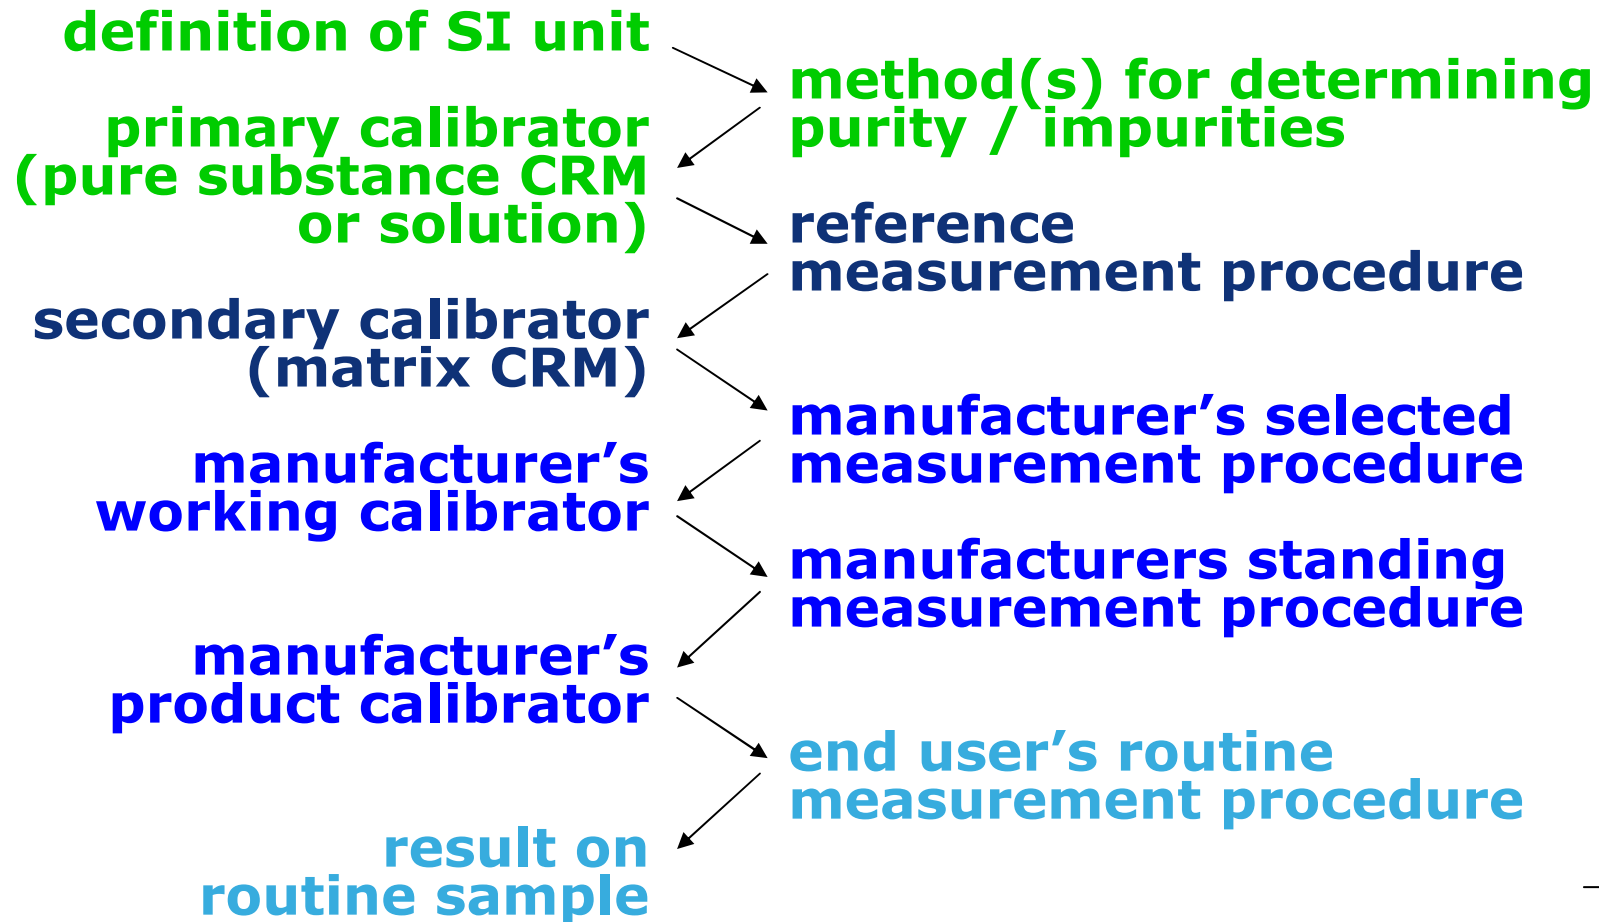 definition of SI unit
method(s) for determining
purity / impurities
primary calibrator
(pure substance CRM
or solution)
reference
measurement procedure
secondary calibrator
(matrix CRM)
manufacturer’s selected
measurement procedure
manufacturer’s
working calibrator
manufacturers standing
measurement procedure
manufacturer’s
product calibrator
end user’s routine
measurement procedure
result on
routine sample